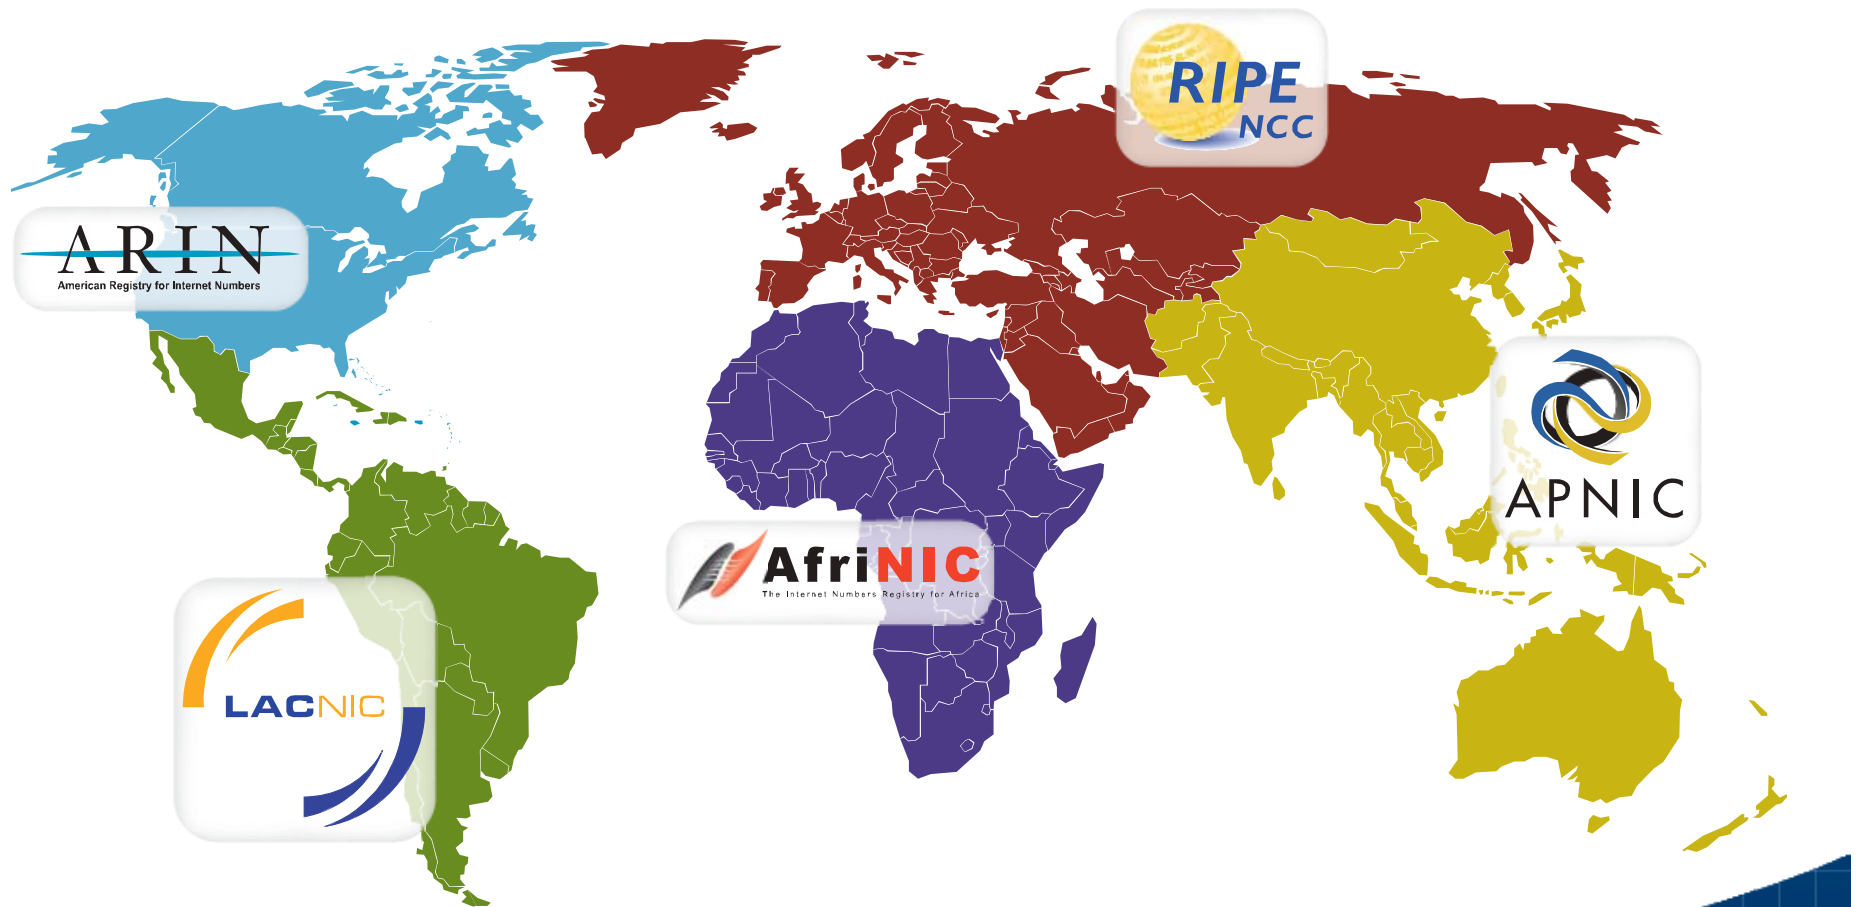 RIPE
NCC
ARIN
American Registry for Internet Numbers
APNIC
AfriNIC
The Internet Numbers Registry for Africa
LACNIC